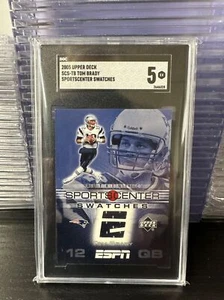 2005 UPPER DECK
SCS-TB TOM BRADY
SPORTSCENTER SWATCHES
SGC
5
EX
SPORTSCENTER
SWATCHES
12 ESPN QB